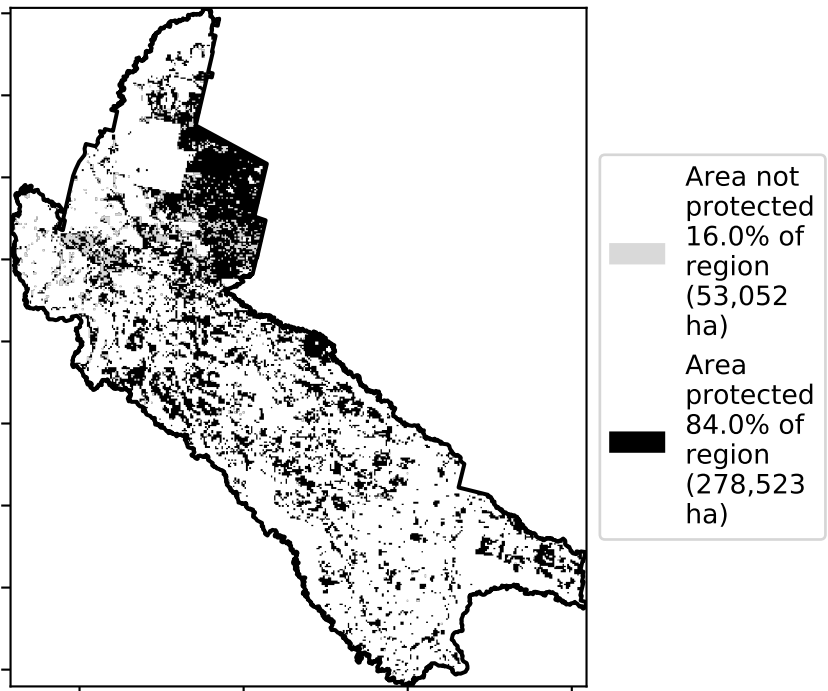 Area not
protected
16.0% of
region
(53,052
ha)
Area
protected
84.0% of
region
(278,523
ha)